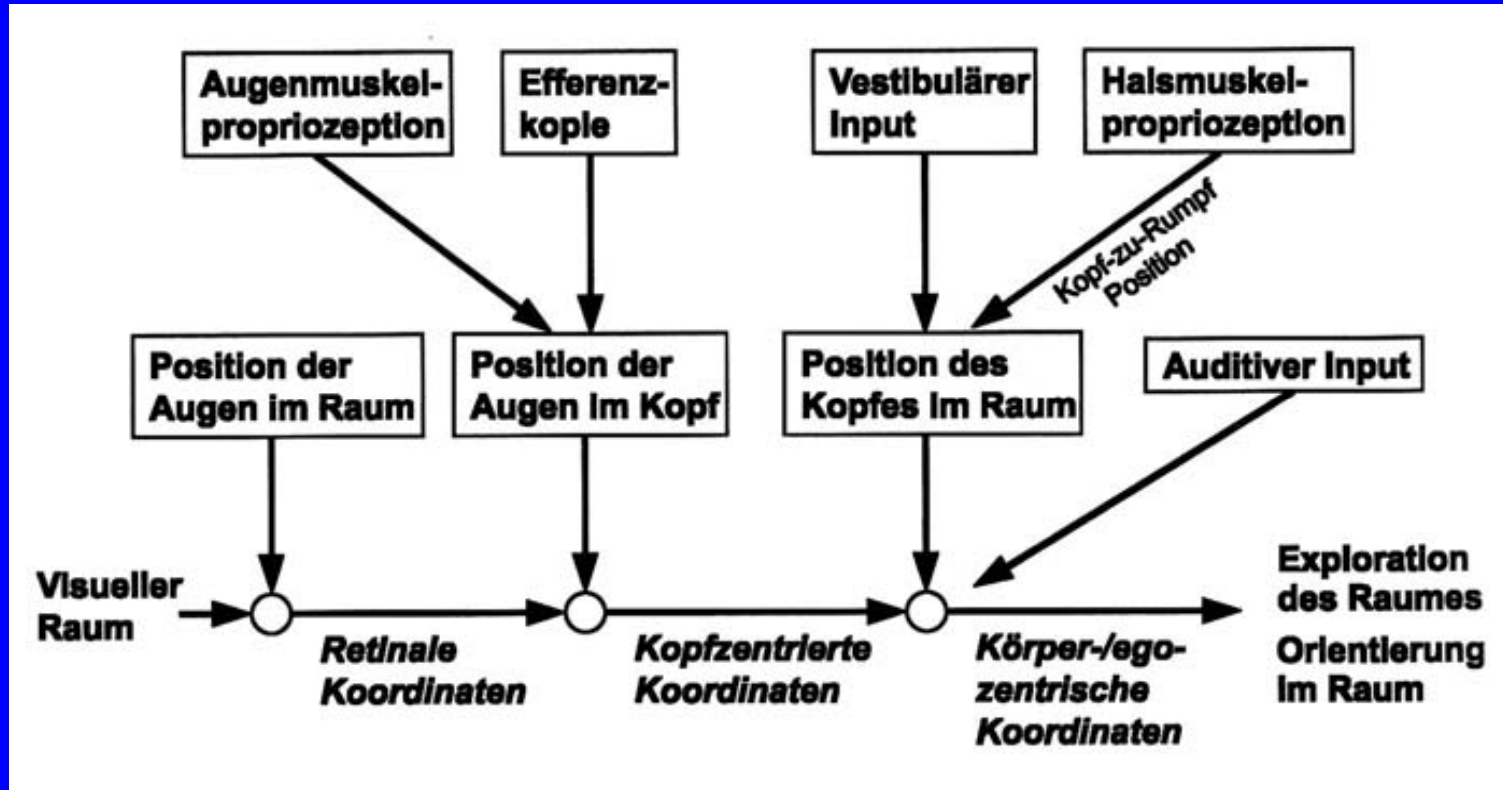 Augenmuskel-
propriozeption
Efferenz-
kopie
Vestibulärer
Input
Halsmuskel-
propriozeption
Kopf-zu-Rumpf
Position
Position der
Augen im Raum
Position der
Augen im Kopf
Position des
Kopfes im Raum
Auditiver Input
Visueller
Raum
Retinale
Koordinaten
Kopfzentrierte
Koordinaten
Körper-/ego-
zentrische
Koordinaten
Exploration
des Raumes
Orientierung
im Raum